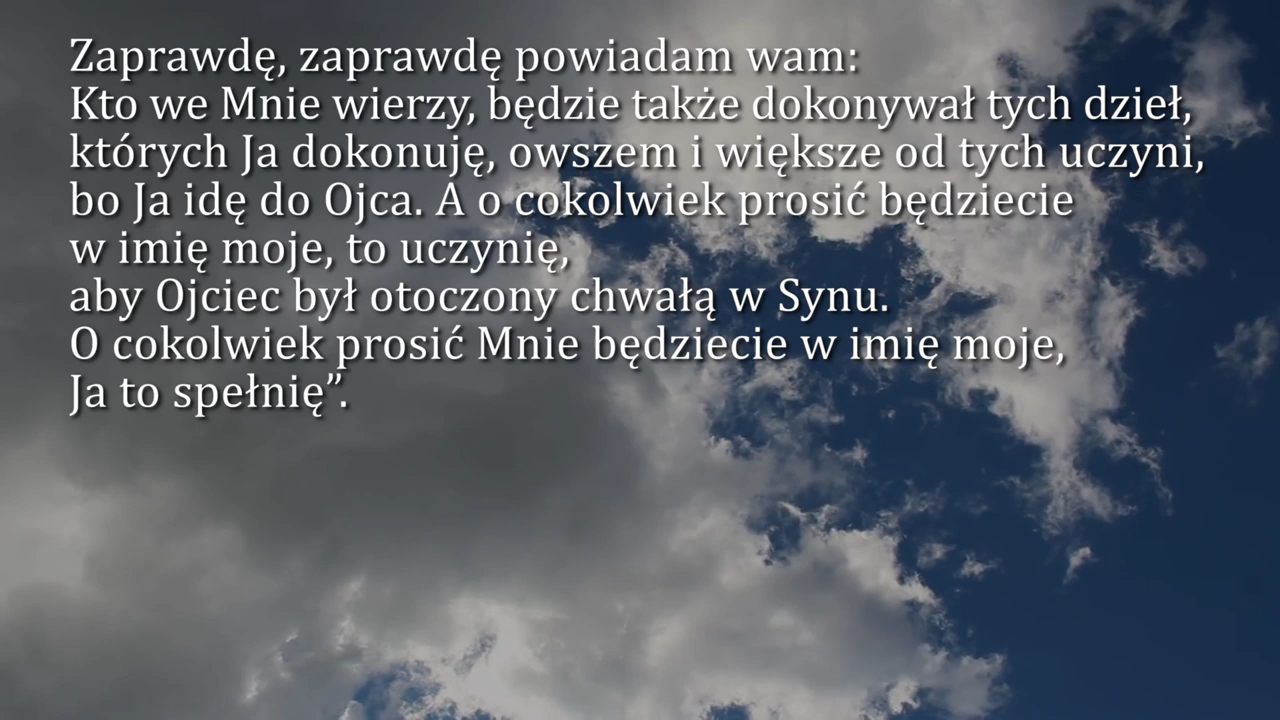 Zaprawdę, zaprawdę powiadam wam:
Kto we Mnie wierzy, będzie także dokonywał tych dzieł,
których Ja dokonuję, owszem i większe od tych uczyni,
bo Ja idę do Ojca. A o cokolwiek prosić będziecie
w imię moje, to uczynię,
aby Ojciec był otoczony chwałą w Synu.
O cokolwiek prosić Mnie będziecie w imię moje,
Ja to spełnię”.